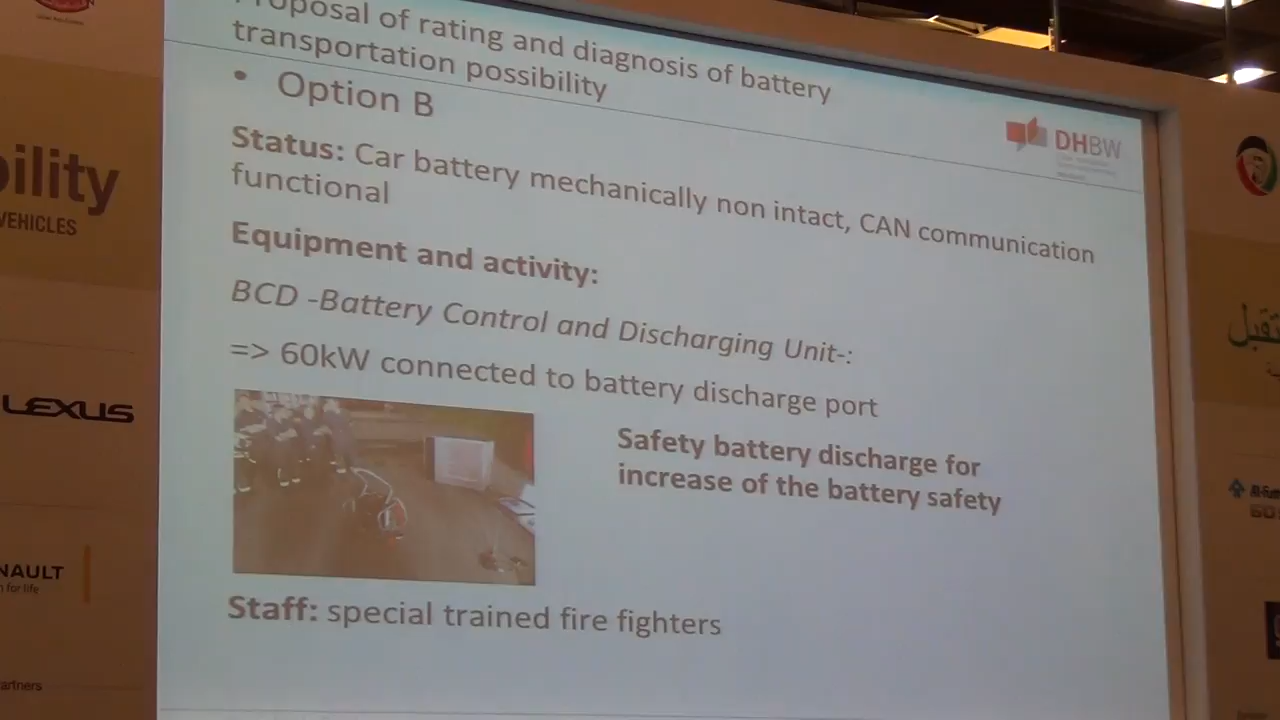 Proposal of rating and diagnosis of battery
transportation possibility
• Option B
DHBW
Status: Car battery mechanically non intact, CAN communication
functional
Equipment and activity:
BCD -Battery Control and Discharging Unit-:
=> 60kW connected to battery discharge port
Safety battery discharge for
increase of the battery safety
Staff: special trained fire fighters
bility
VEHICLES
LEXUS
NAULT
n for life
artners